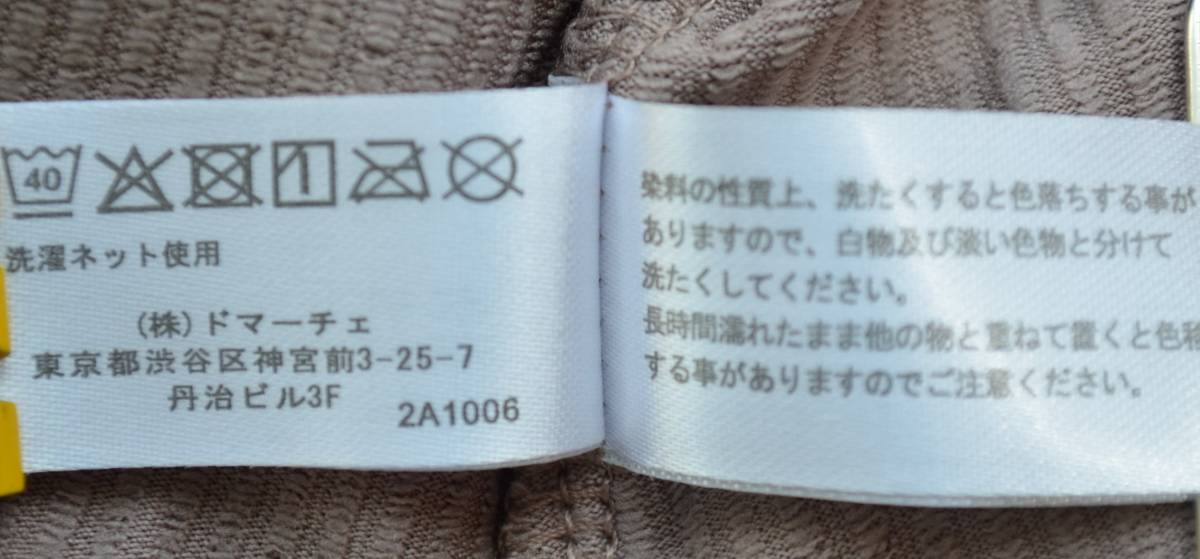 40
洗濯ネット使用
(株)ドマーチェ
東京都渋谷区神宮前3-25-7
丹治ビル3F
2A1006
染料の性質上、洗たくすると色落ちする事が
ありますので、白物及び淡い色物と分けて
洗たくしてください。
長時間濡れたまま他の物と重ねて置くと色移
する事がありますのでご注意ください。